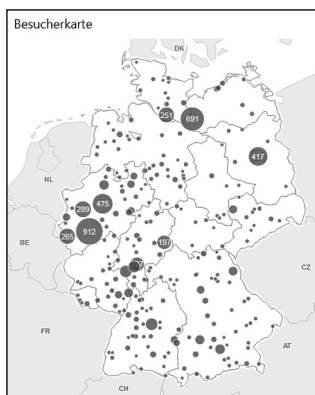 Besucherkarte
DK
251
691
417
NL
475
289
912
265
BE
197
CZ
FR
AT
CH